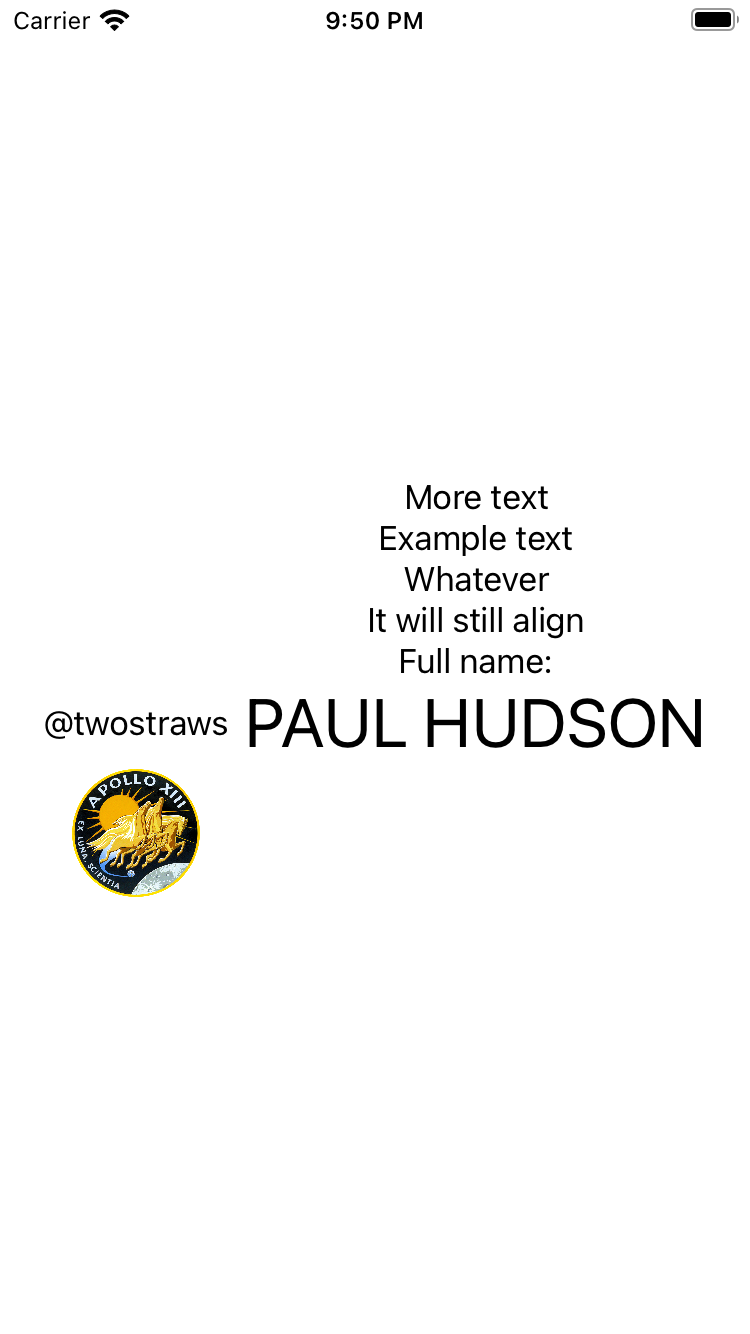 Carrier 9:50 PM
More text
Example text
Whatever
It will still align
Full name:
@twostraws PAUL HUDSON
APOLLO XIII
EX LUNA, SCIENTIA